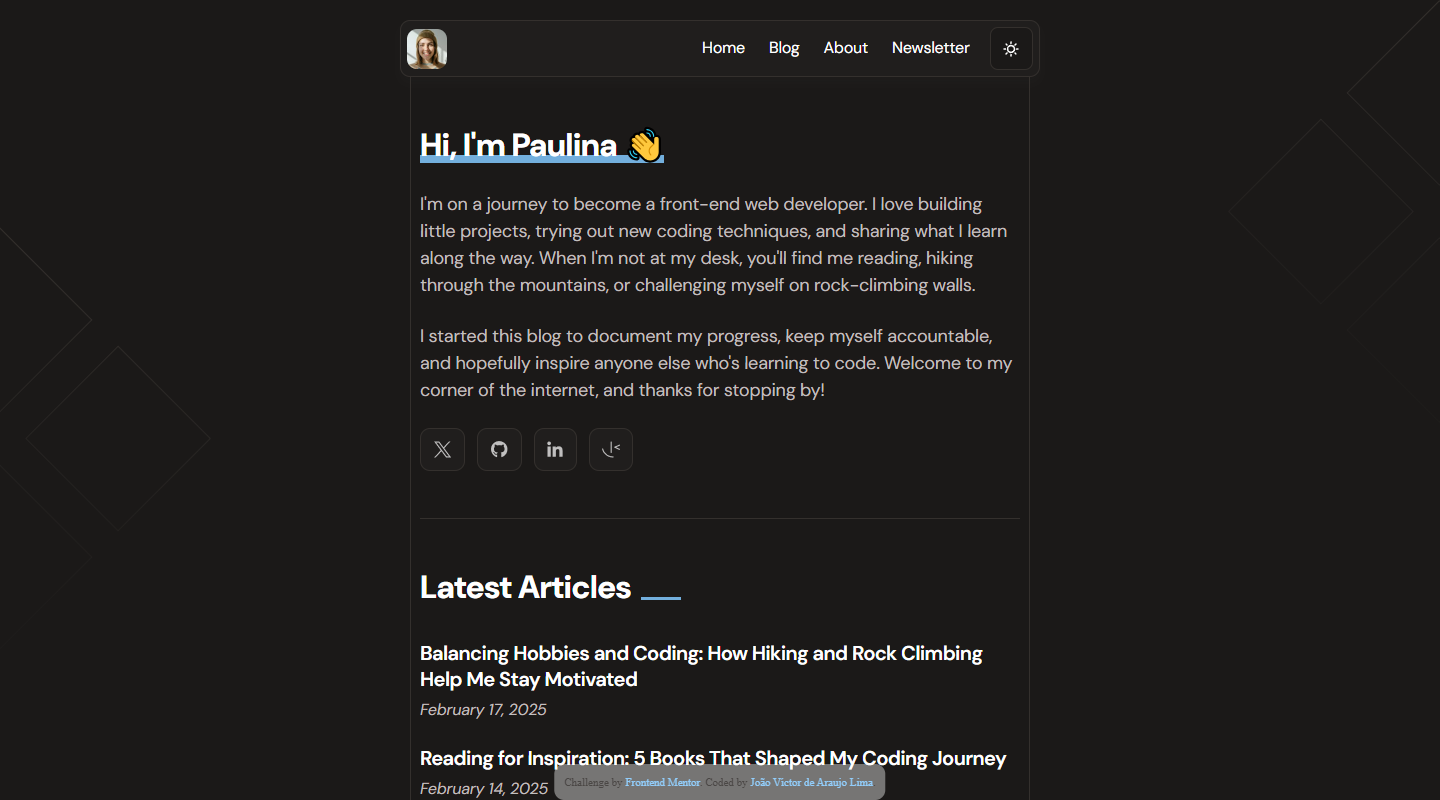 Home Blog About Newsletter
Hi, I'm Paulina 👋
I'm on a journey to become a front-end web developer. I love building
little projects, trying out new coding techniques, and sharing what I learn
along the way. When I'm not at my desk, you'll find me reading, hiking
through the mountains, or challenging myself on rock-climbing walls.
I started this blog to document my progress, keep myself accountable,
and hopefully inspire anyone else who's learning to code. Welcome to my
corner of the internet, and thanks for stopping by!
Latest Articles
Balancing Hobbies and Coding: How Hiking and Rock Climbing
Help Me Stay Motivated
February 17, 2025
Reading for Inspiration: 5 Books That Shaped My Coding Journey
February 14, 2025
Challenge by Frontend Mentor. Coded by João Victor de Araujo Lima